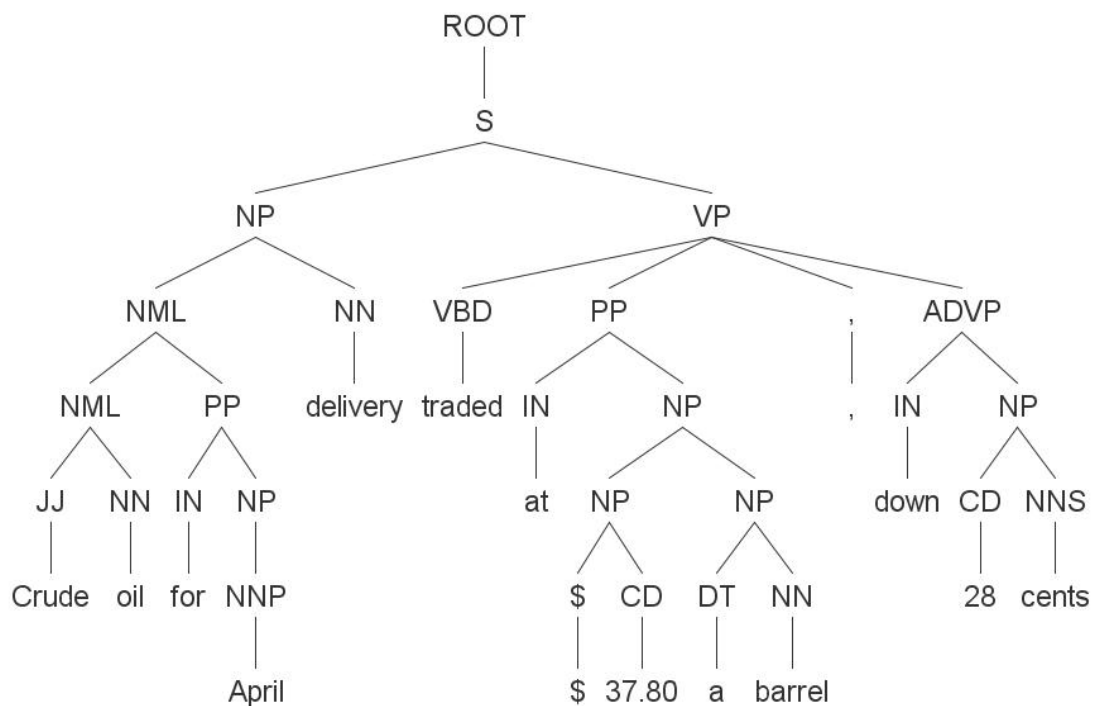 ROOT
S
NP VP
NML NN VBD PP , ADVP
NML PP delivery traded IN NP , IN NP
JJ NN IN NP at NP NP down CD NNS
Crude oil for NNP $ CD DT NN 28 cents
April $ 37.80 a barrel